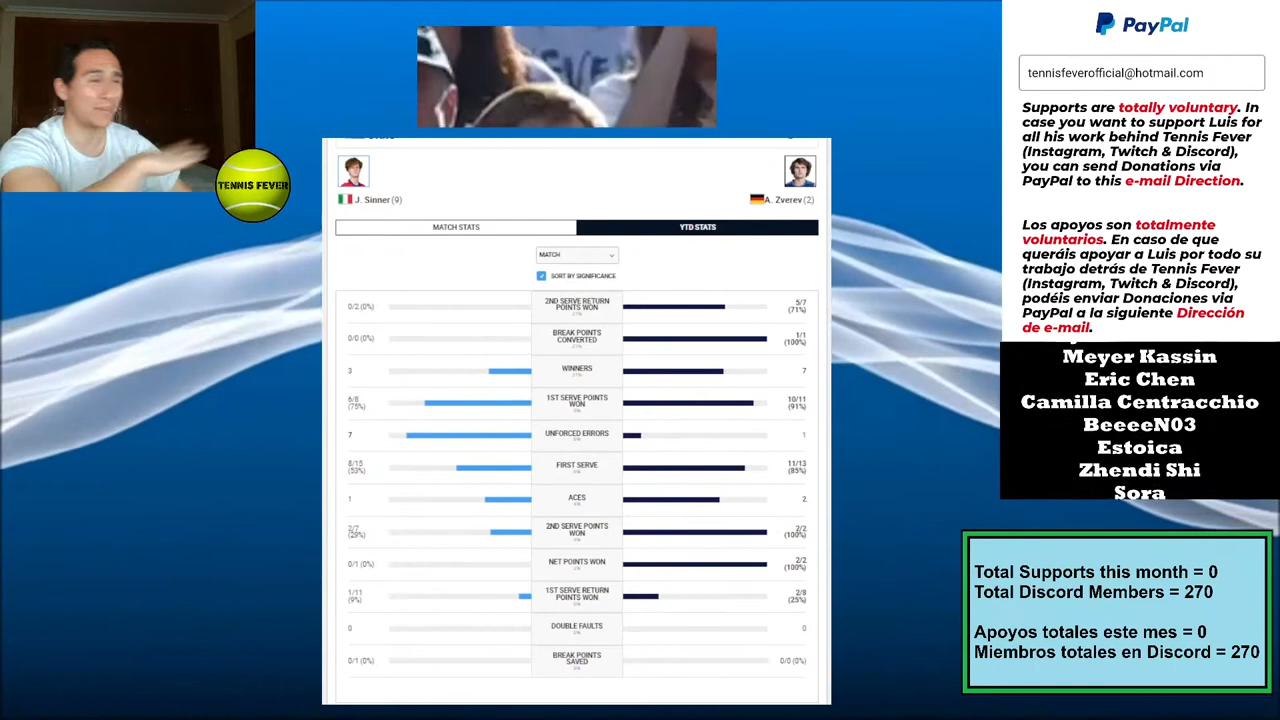 TENNIS FEVER
J. Sinner (9)
A. Zverev (2)
MATCH STATS
YTD STATS
MATCH
SORT BY SIGNIFICANCE
0/2 (0%)
2ND SERVE RETURN
POINTS WON
5/7
(71%)
0/0 (0%)
BREAK POINTS
CONVERTED
1/1
(100%)
3
WINNERS
7
6/8
(75%)
1ST SERVE POINTS
WON
10/11
(91%)
7
UNFORCED ERRORS
1
8/15
(53%)
FIRST SERVE
11/13
(85%)
1
ACES
2
2/7
(29%)
2ND SERVE POINTS
WON
2/2
(100%)
0/1 (0%)
NET POINTS WON
2/2
(100%)
1/11
(9%)
1ST SERVE RETURN
POINTS WON
2/8
(25%)
0
DOUBLE FAULTS
0
0/1 (0%)
BREAK POINTS
SAVED
0/0 (0%)
PayPal
tennisfeverofficial@hotmail.com
Supports are totally voluntary. In
case you want to support Luis for
all his work behind Tennis Fever
(Instagram, Twitch & Discord),
you can send Donations via
PayPal to this e-mail Direction.
Los apoyos son totalmente
voluntarios. En caso de que
queráis apoyar a Luis por todo su
trabajo detrás de Tennis Fever
(Instagram, Twitch & Discord),
podéis enviar Donaciones via
PayPal a la siguiente Dirección
de e-mail.
Meyer Kassin
Eric Chen
Camilla Centracchio
BeeeeN03
Estoica
Zhendi Shi
Sora
Total Supports this month = 0
Total Discord Members = 270
Apoyos totales este mes = 0
Miembros totales en Discord = 270